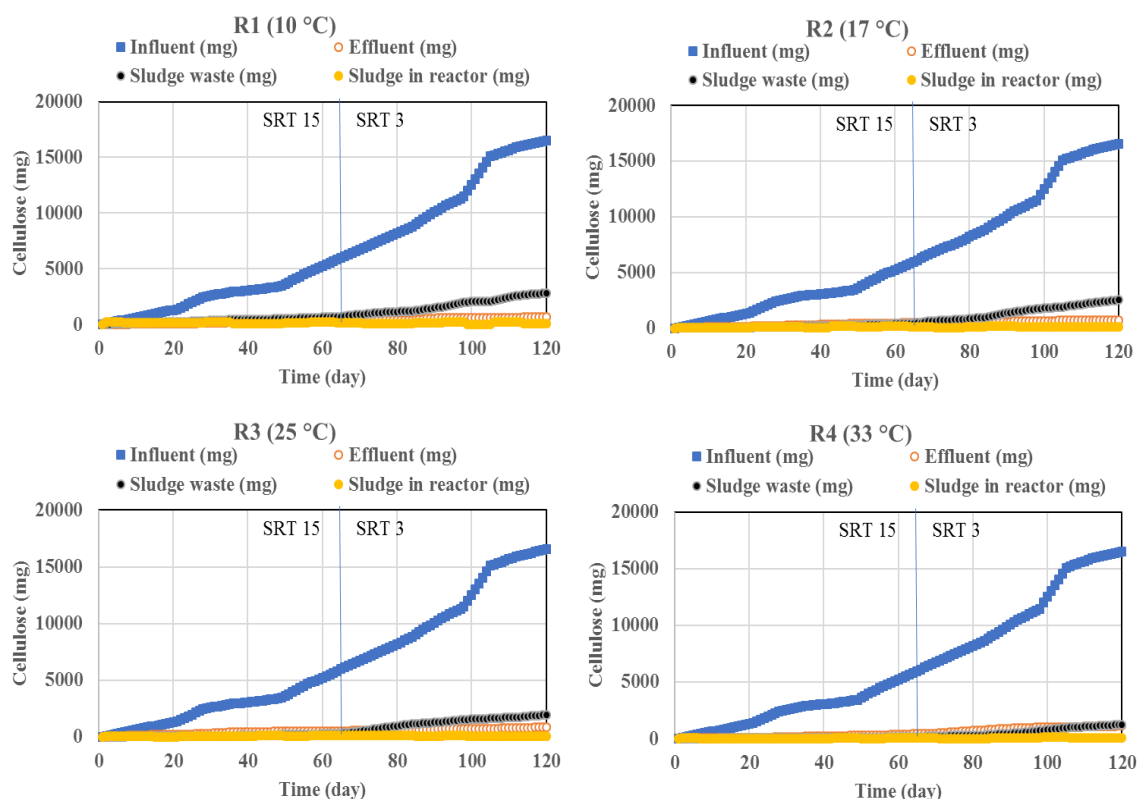 R1 (10 °C)
Influent (mg) Effluent (mg)
Sludge waste (mg) Sludge in reactor (mg)
20000
15000
10000
5000
0
Cellulose (mg)
SRT 15 SRT 3
0 20 40 60 80 100 120
Time (day)
R2 (17 °C)
Influent (mg) Effluent (mg)
Sludge waste (mg) Sludge in reactor (mg)
20000
15000
10000
5000
0
Cellulose (mg)
SRT 15 SRT 3
0 20 40 60 80 100 120
Time (day)
R3 (25 °C)
Influent (mg) Effluent (mg)
Sludge waste (mg) Sludge in reactor (mg)
20000
15000
10000
5000
0
Cellulose (mg)
SRT 15 SRT 3
0 20 40 60 80 100 120
Time (day)
R4 (33 °C)
Influent (mg) Effluent (mg)
Sludge waste (mg) Sludge in reactor (mg)
20000
15000
10000
5000
0
Cellulose (mg)
SRT 15 SRT 3
0 20 40 60 80 100 120
Time (day)